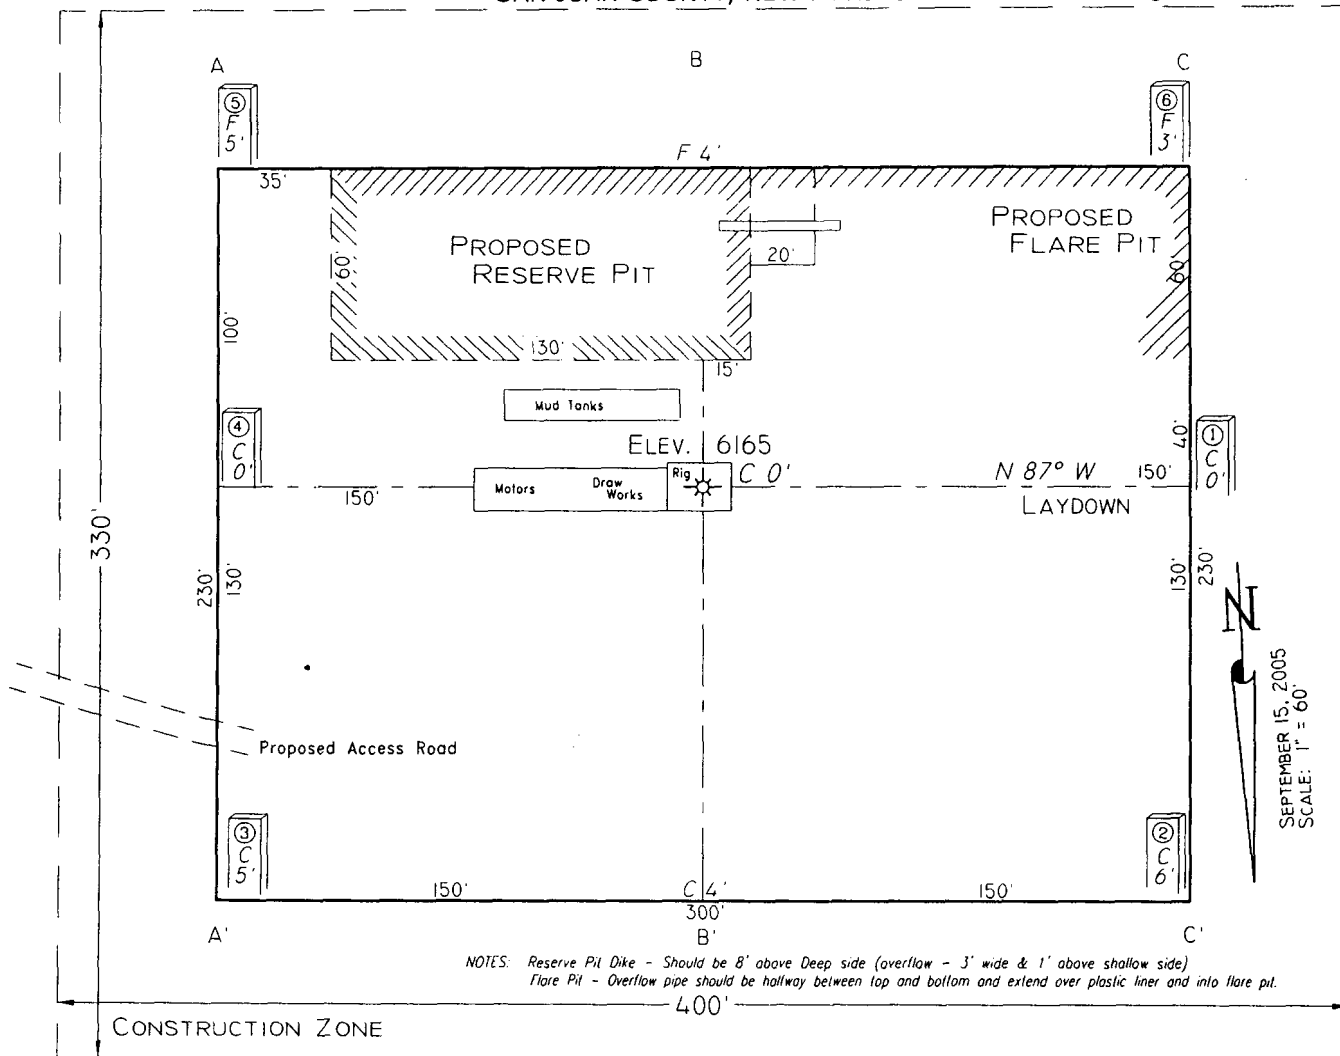 A
B
C
⑤
F
5'
⑥
F
3'
F 4'
35'
PROPOSED
RESERVE PIT
60'
20'
PROPOSED
FLARE PIT
60'
100'
130'
15'
Mud Tanks
④
C
0'
ELEV. 6165
①
C
0'
40'
Rig
C 0'
N 87° W
150'
150'
Motors
Draw
Works
LAYDOWN
330'
230'
130'
130'
230'
N
SEPTEMBER 15, 2005
SCALE: 1" = 60'
Proposed Access Road
③
C
5'
②
C
6'
150'
C 4'
150'
300'
A'
B'
C'
NOTES: Reserve Pit Dike - Should be 8' above Deep side (overflow - 3' wide & 1' above shallow side)
Flare Pit - Overflow pipe should be halfway between top and bottom and extend over plastic liner and into flare pit.
400'
CONSTRUCTION ZONE